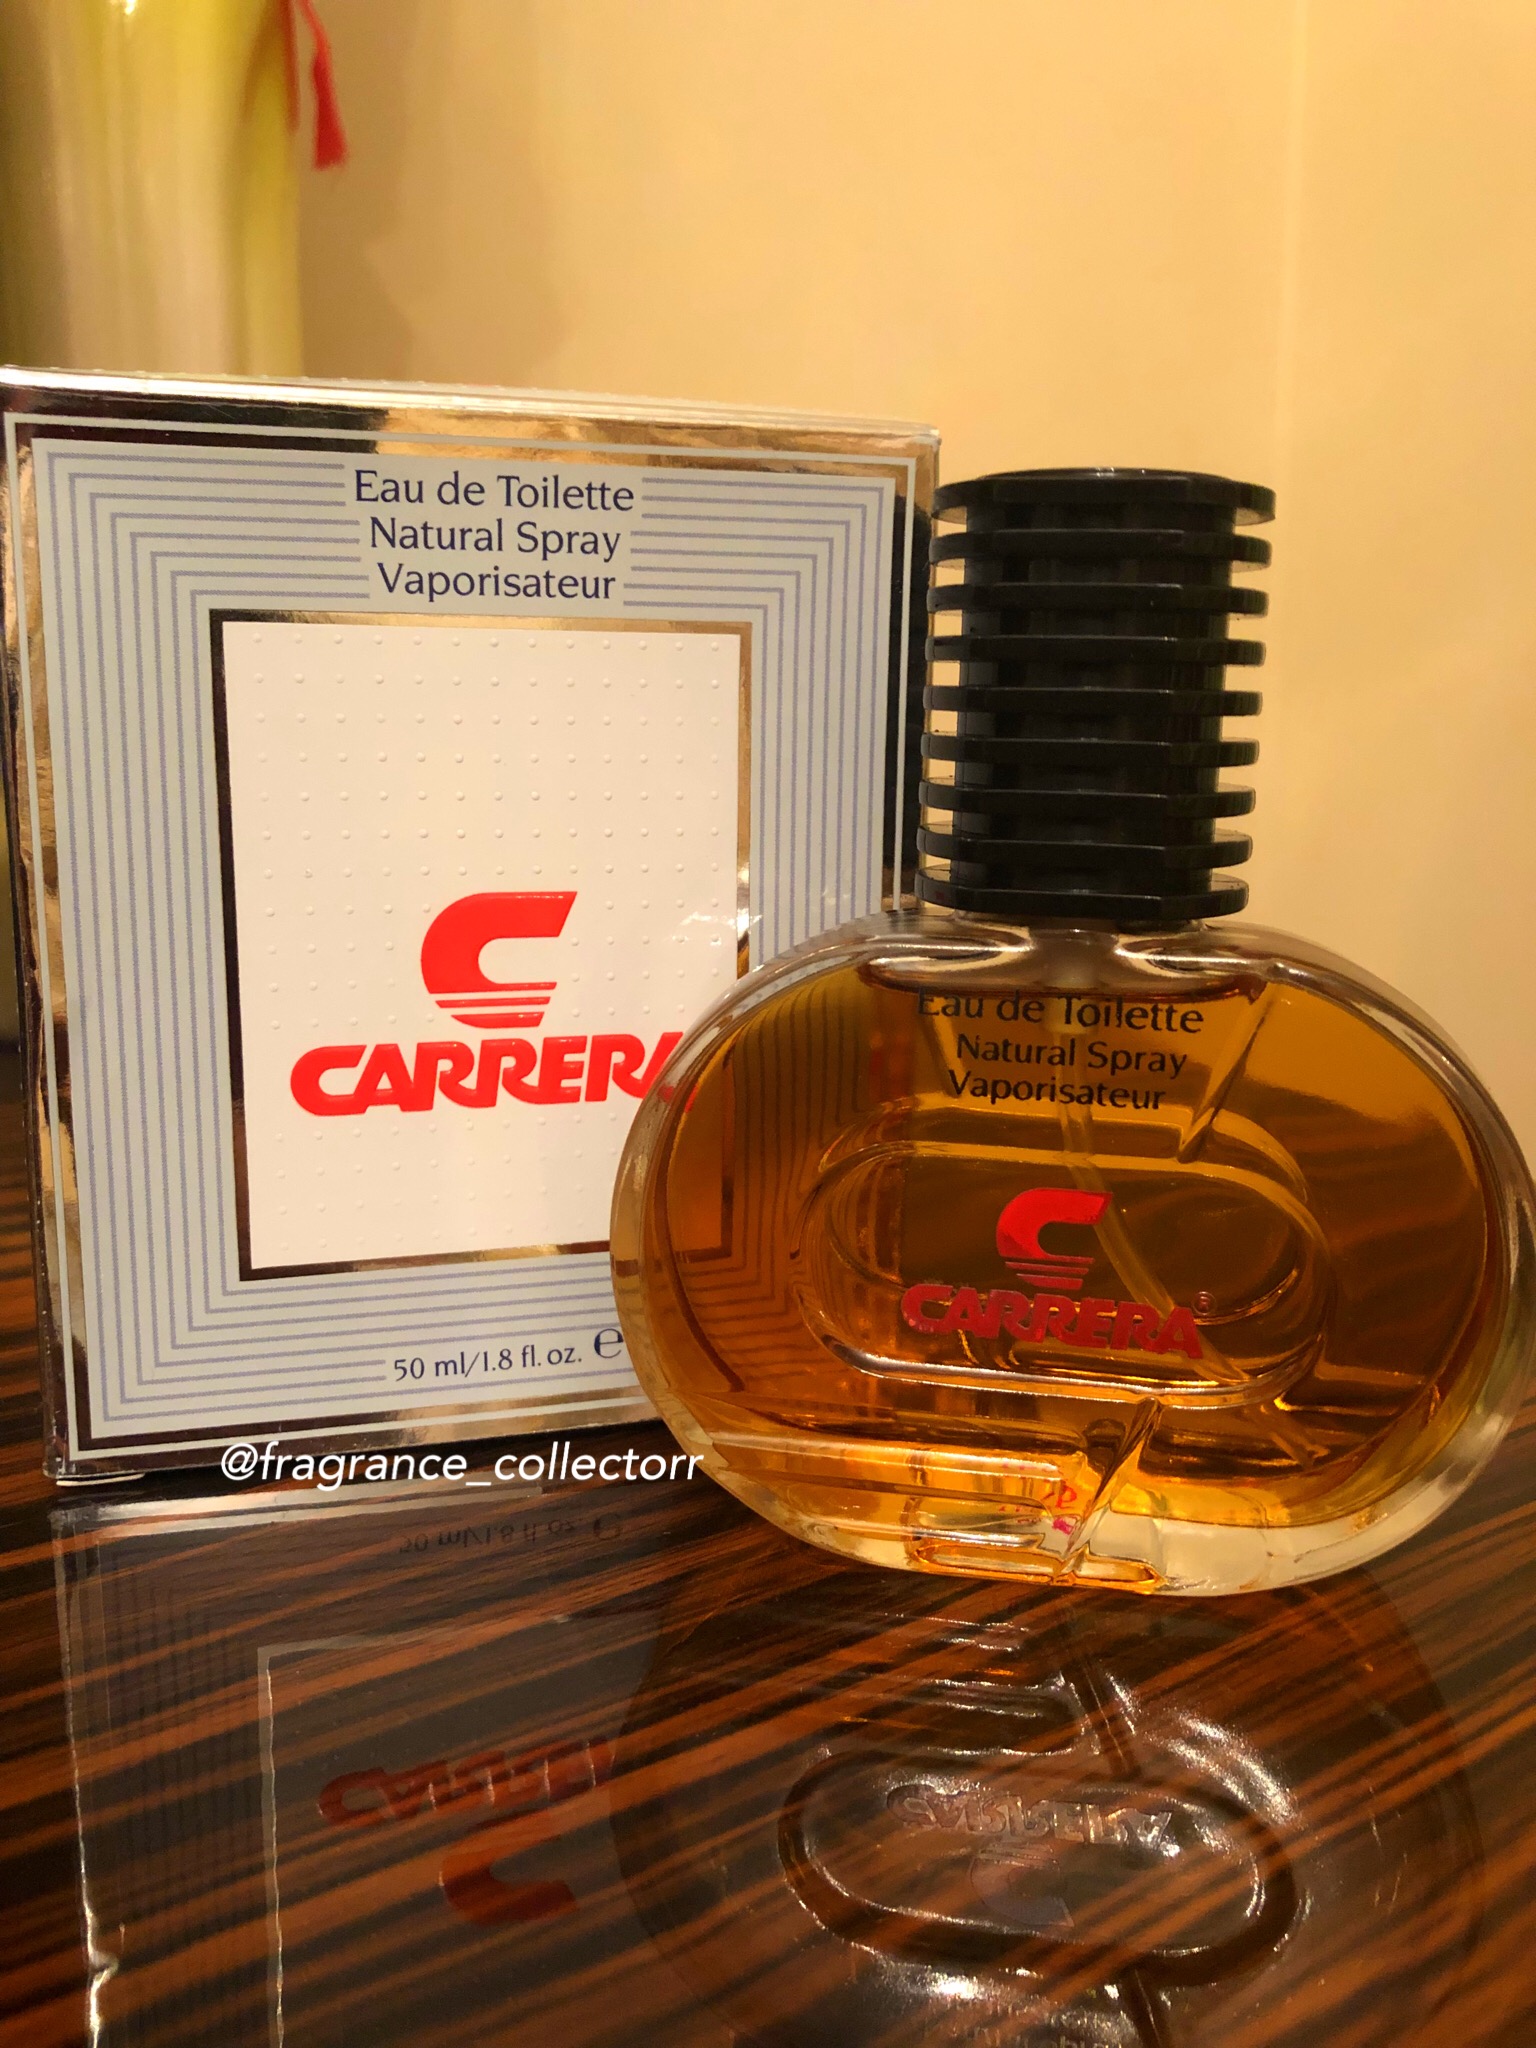 Eau de Toilette
Natural Spray
Vaporisateur
CARRERA
50 ml/1.8 fl. oz. ℮
Eau de Toilette
Natural Spray
Vaporisateur
CARRERA®
@fragrance_collectorr